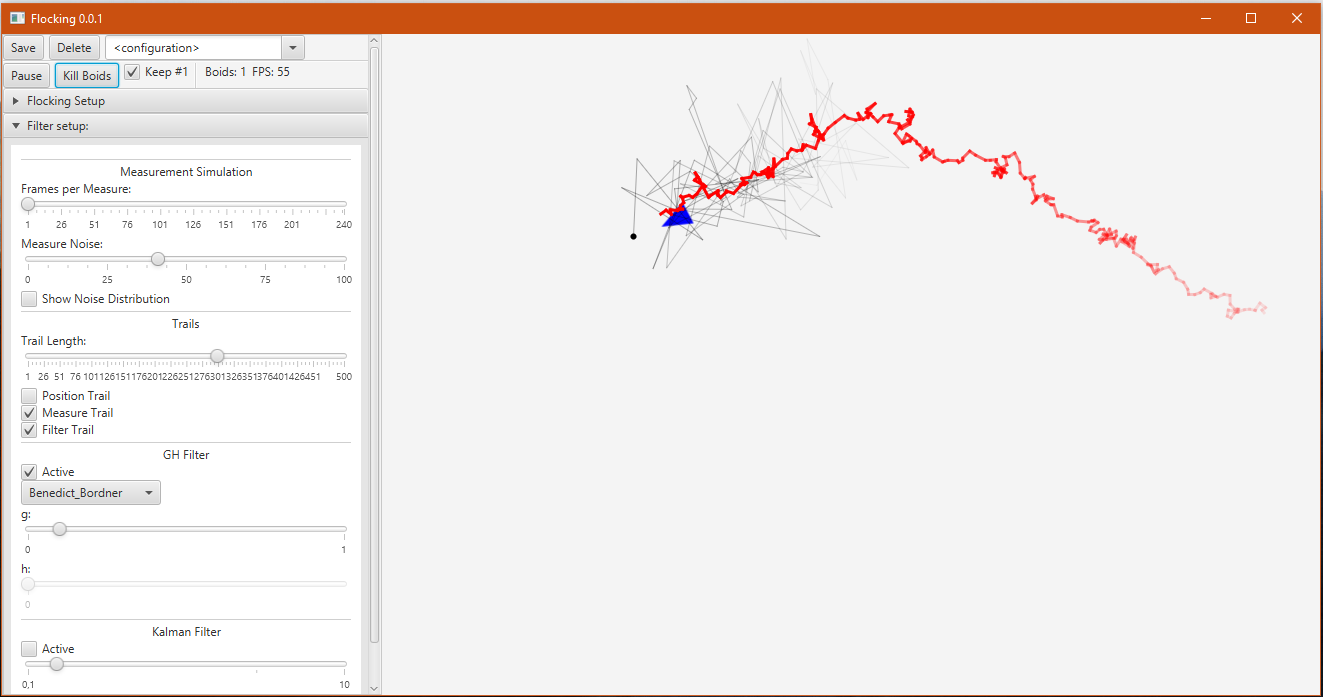 Flocking 0.0.1
Save Delete <configuration>
Pause Kill Boids Keep #1 Boids: 1 FPS: 55
Flocking Setup
Filter setup:
Measurement Simulation
Frames per Measure:
1 26 51 76 101 126 151 176 201 240
Measure Noise:
0 25 50 75 100
Show Noise Distribution
Trails
Trail Length:
1 26 51 76 101126151176201226251276301326351376401426451 500
Position Trail
Measure Trail
Filter Trail
GH Filter
Active
Benedict_Bordner
g:
0 1
h:
0
Kalman Filter
Active
0,1 10